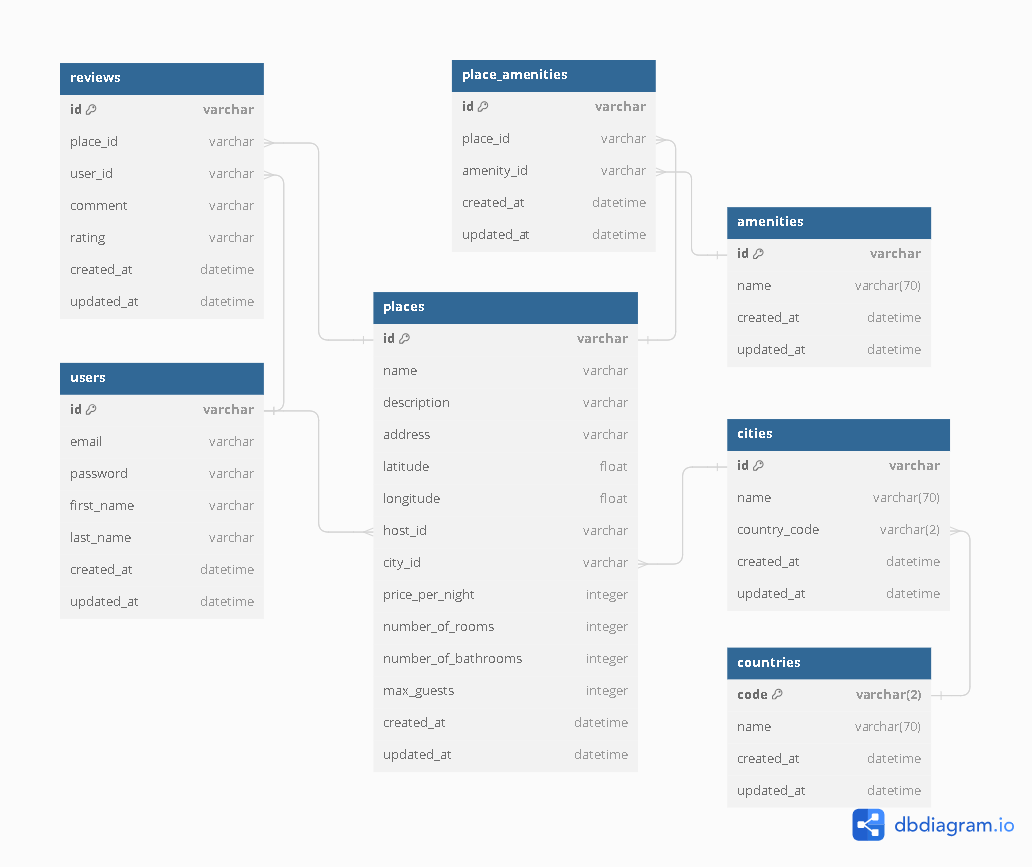 reviews
id varchar
place_id varchar
user_id varchar
comment varchar
rating varchar
created_at datetime
updated_at datetime
place_amenities
id varchar
place_id varchar
amenity_id varchar
created_at datetime
updated_at datetime
amenities
id varchar
name varchar(70)
created_at datetime
updated_at datetime
places
id varchar
name varchar
description varchar
address varchar
latitude float
longitude float
host_id varchar
city_id varchar
price_per_night integer
number_of_rooms integer
number_of_bathrooms integer
max_guests integer
created_at datetime
updated_at datetime
users
id varchar
email varchar
password varchar
first_name varchar
last_name varchar
created_at datetime
updated_at datetime
cities
id varchar
name varchar(70)
country_code varchar(2)
created_at datetime
updated_at datetime
countries
code varchar(2)
name varchar(70)
created_at datetime
updated_at datetime
dbdiagram.io